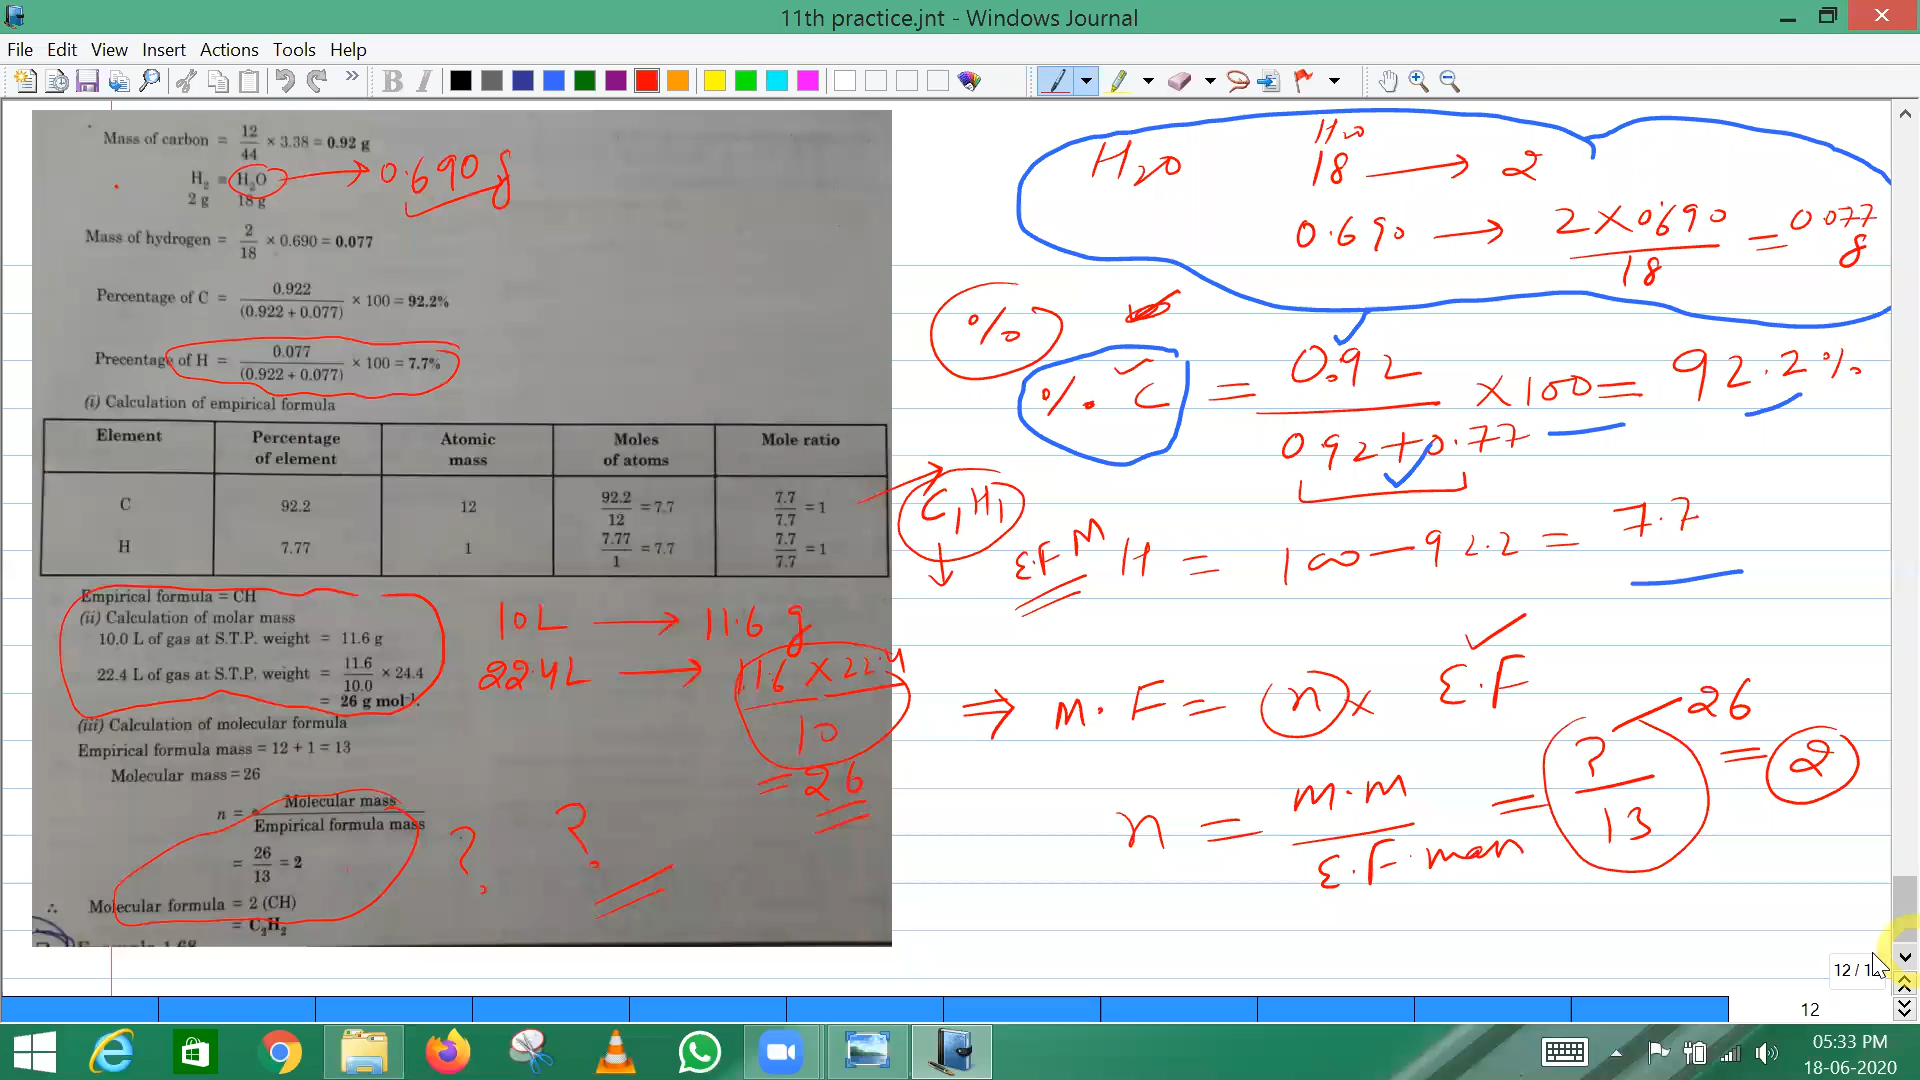 11th practice.jnt - Windows Journal
File Edit View Insert Actions Tools Help
Mass of carbon = 12/44 × 3.38 = 0.92 g
H₂ = H₂O → 0.690 g
2 g 18 g
Mass of hydrogen = 2/18 × 0.690 = 0.077
Percentage of C = 0.922/(0.922 + 0.077) × 100 = 92.2%
Precentage of H = 0.077/(0.922 + 0.077) × 100 = 7.7%
(i) Calculation of empirical formula
Element Percentage of element Atomic mass Moles of atoms Mole ratio
C 92.2 12 92.2/12 = 7.7 7.7/7.7 = 1
H 7.77 1 7.77/1 = 7.7 7.7/7.7 = 1
Empirical formula = CH
(ii) Calculation of molar mass
10.0 L of gas at S.T.P. weight = 11.6 g
22.4 L of gas at S.T.P. weight = 11.6/10.0 × 24.4
= 26 g mol⁻¹.
(iii) Calculation of molecular formula
Empirical formula mass = 12 + 1 = 13
Molecular mass = 26
n = Molecular mass/Empirical formula mass
= 26/13 = 2
∴ Molecular formula = 2 (CH)
= C₂H₂
10L → 11.6 g
22.4L → 11.6 × 22.4/10
= 26
? ?
H₂O
H₂O 18 → 2
0.690 → 2 × 0.690/18 = 0.077 g
%
%. C = 0.92/0.92+0.77 × 100 = 92.2%
C₁H₁
E.F M H = 100 - 92.2 = 7.7
⇒ M.F = n × E.F
n = M.M/E.F.man = ?/13 = 2
26
12 / 1
12
05:33 PM
18-06-2020